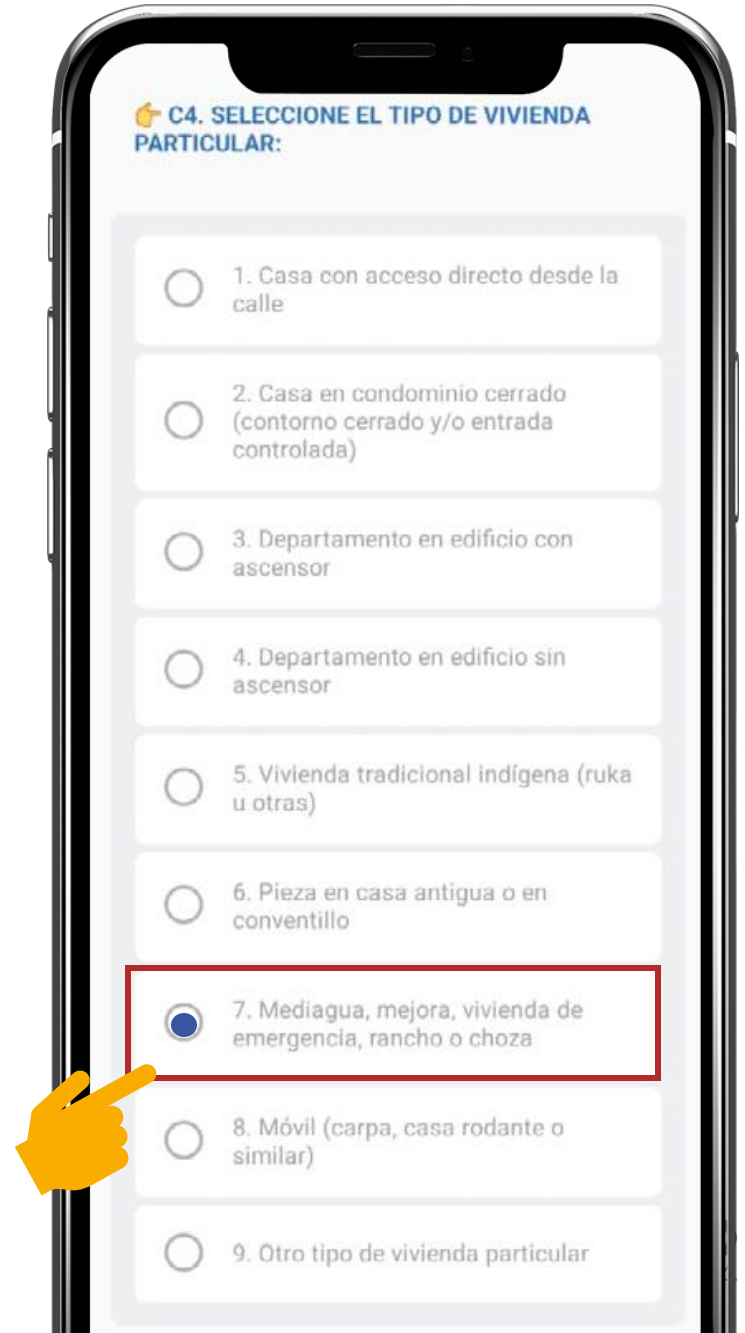 👉 C4. SELECCIONE EL TIPO DE VIVIENDA
PARTICULAR:
1. Casa con acceso directo desde la
calle
2. Casa en condominio cerrado
(contorno cerrado y/o entrada
controlada)
3. Departamento en edificio con
ascensor
4. Departamento en edificio sin
ascensor
5. Vivienda tradicional indígena (ruka
u otras)
6. Pieza en casa antigua o en
conventillo
7. Mediagua, mejora, vivienda de
emergencia, rancho o choza
8. Móvil (carpa, casa rodante o
similar)
9. Otro tipo de vivienda particular